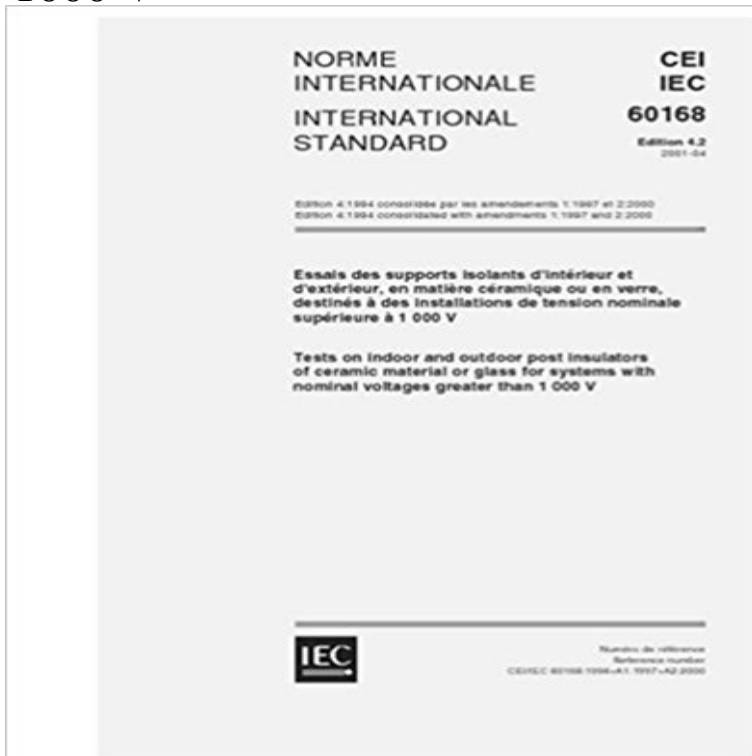 NORME
INTERNATIONALE
INTERNATIONAL
STANDARD
CEI
IEC
60168
Edition 4.2
2001-04
Edition 4:1994 consolidée par les amendements 1:1997 et 2:2000
Edition 4:1994 consolidated with amendments 1:1997 and 2:2000
Essais des supports isolants d'intérieur et
d'extérieur, en matière céramique ou en verre,
destinés à des installations de tension nominale
supérieure à 1 000 V
Tests on indoor and outdoor post insulators
of ceramic material or glass for systems with
nominal voltages greater than 1 000 V
IEC
Numéro de référence
Reference number
CEI/IEC 60168:1994+A1:1997+A2:2000